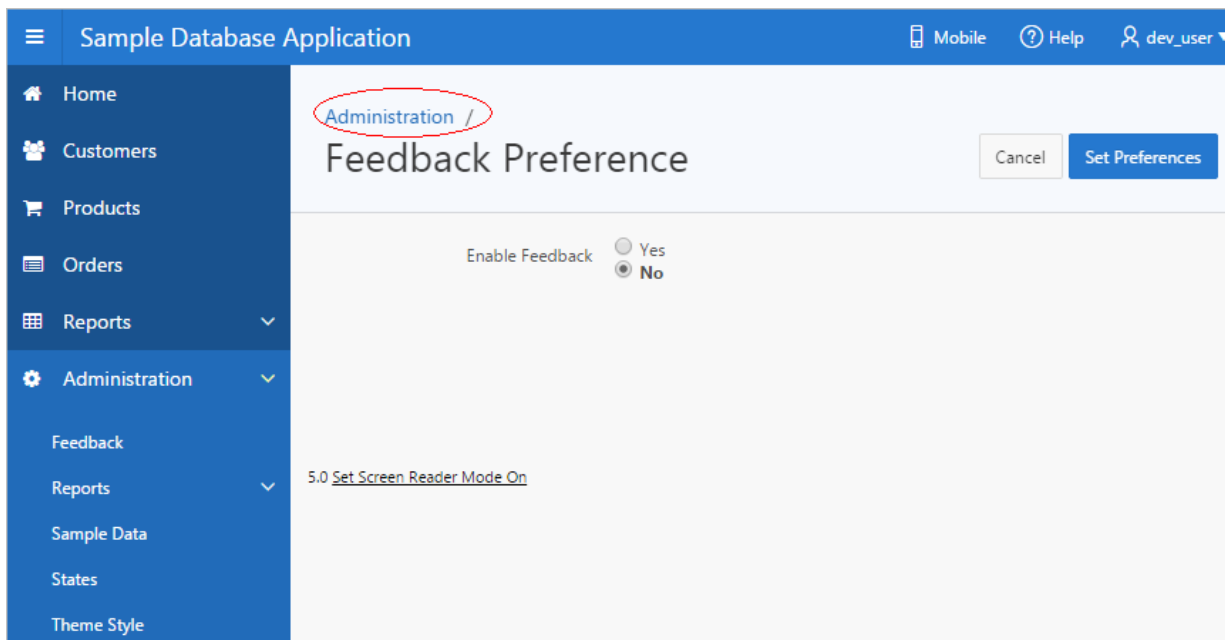 Sample Database Application
Mobile
Help
dev_user
Home
Customers
Products
Orders
Reports
Administration
Feedback
Reports
Sample Data
States
Theme Style
Administration /
Feedback Preference
Cancel
Set Preferences
Enable Feedback
Yes
No
5.0 Set Screen Reader Mode On